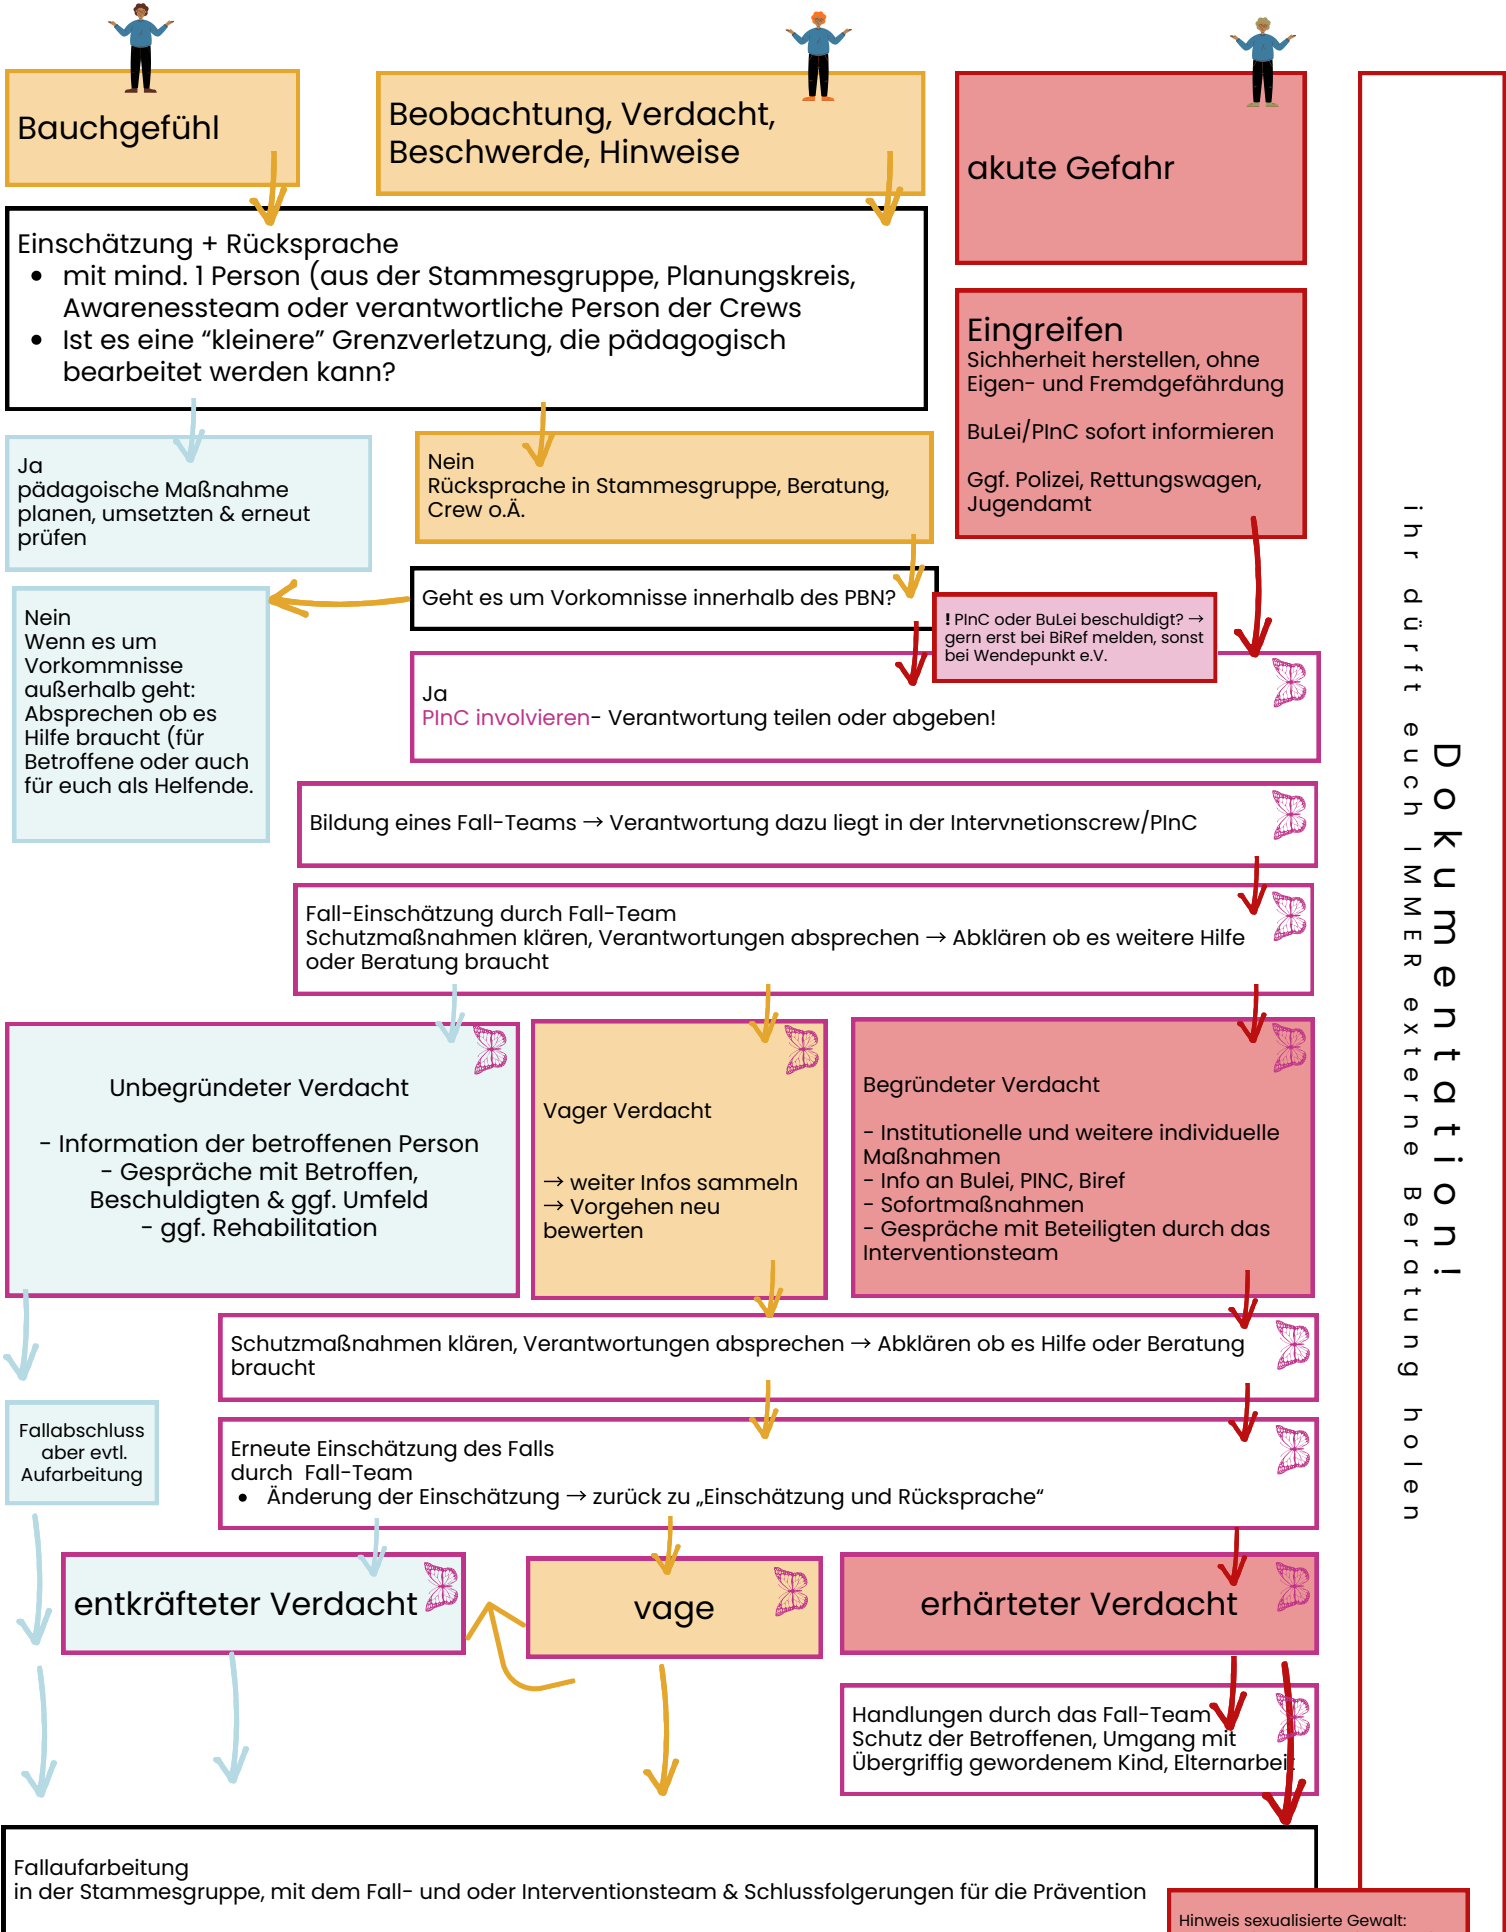 Bauchgefühl
Beobachtung, Verdacht,
Beschwerde, Hinweise
akute Gefahr
Einschätzung + Rücksprache
• mit mind. 1 Person (aus der Stammesgruppe, Planungskreis,
Awarenessteam oder verantwortliche Person der Crews
• Ist es eine “kleinere” Grenzverletzung, die pädagogisch
bearbeitet werden kann?
Eingreifen
Sichherheit herstellen, ohne
Eigen- und Fremdgefährdung
BuLei/PInC sofort informieren
Ggf. Polizei, Rettungswagen,
Jugendamt
Ja
pädagoische Maßnahme
planen, umsetzten & erneut
prüfen
Nein
Rücksprache in Stammesgruppe, Beratung,
Crew o.Ä.
Geht es um Vorkomnisse innerhalb des PBN?
! PInC oder BuLei beschuldigt? →
gern erst bei BiRef melden, sonst
bei Wendepunkt e.V.
Nein
Wenn es um
Vorkommnisse
außerhalb geht:
Absprechen ob es
Hilfe braucht (für
Betroffene oder auch
für euch als Helfende.
Ja
PInC involvieren- Verantwortung teilen oder abgeben!
Bildung eines Fall-Teams → Verantwortung dazu liegt in der Intervnetionscrew/PInC
Fall-Einschätzung durch Fall-Team
Schutzmaßnahmen klären, Verantwortungen absprechen → Abklären ob es weitere Hilfe
oder Beratung braucht
Unbegründeter Verdacht
- Information der betroffenen Person
- Gespräche mit Betroffen,
Beschuldigten & ggf. Umfeld
- ggf. Rehabilitation
Vager Verdacht
→ weiter Infos sammeln
→ Vorgehen neu
bewerten
Begründeter Verdacht
- Institutionelle und weitere individuelle
Maßnahmen
- Info an Bulei, PINC, Biref
- Sofortmaßnahmen
- Gespräche mit Beteiligten durch das
Interventionsteam
Schutzmaßnahmen klären, Verantwortungen absprechen → Abklären ob es Hilfe oder Beratung
braucht
Fallabschluss
aber evtl.
Aufarbeitung
Erneute Einschätzung des Falls
durch Fall-Team
• Änderung der Einschätzung → zurück zu „Einschätzung und Rücksprache“
entkräfteter Verdacht
vage
erhärteter Verdacht
Handlungen durch das Fall-Team
Schutz der Betroffenen, Umgang mit
Übergriffig gewordenem Kind, Elternarbeit
Fallaufarbeitung
in der Stammesgruppe, mit dem Fall- und oder Interventionsteam & Schlussfolgerungen für die Prävention
Hinweis sexualisierte Gewalt:
Dokumentation!
ihr dürft euch IMMER externe Beratung holen